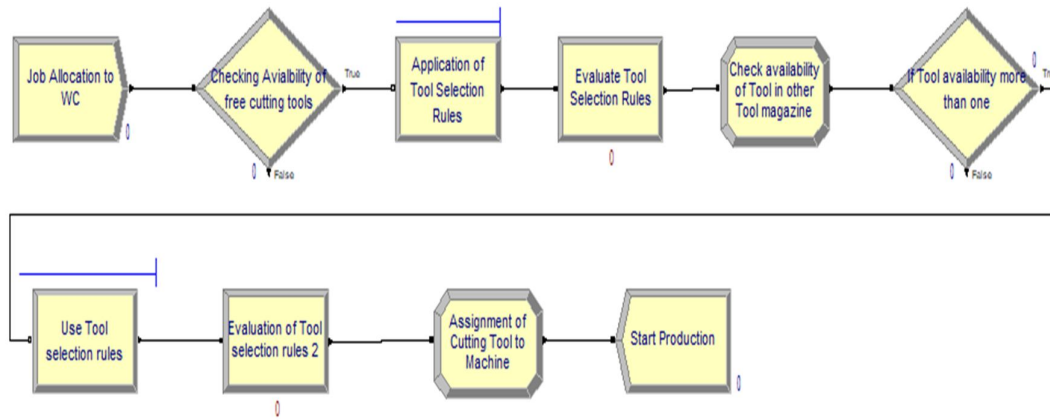 Job Allocation to
WC
0
Checking Avialbility of
free cutting tools
True
0
False
Application of
Tool Selection
Rules
Evaluate Tool
Selection Rules
0
Check availability
of Tool in other
Tool magazine
If Tool availability more
than one
0
Tr
0
False
Use Tool
selection rules
Evaluation of Tool
selection rules 2
0
Assignment of
Cutting Tool to
Machine
Start Production
0